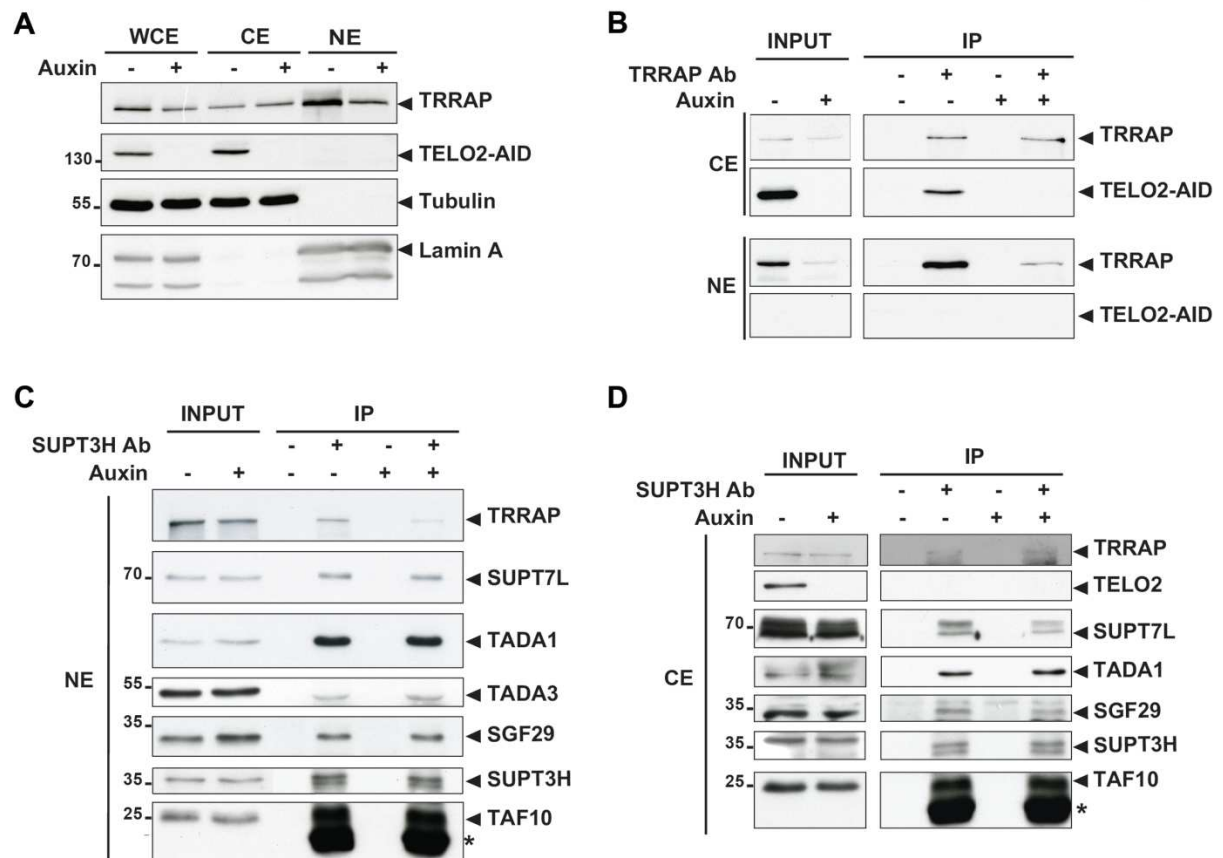 A
WCE CE NE
Auxin - + - + - +
TRRAP
130 TELO2-AID
55 Tubulin
70 Lamin A
B
INPUT IP
TRRAP Ab - + - +
Auxin - + - - + +
CE
TRRAP
TELO2-AID
NE
TRRAP
TELO2-AID
C
INPUT IP
SUPT3H Ab - + - +
Auxin - + - - + +
NE
TRRAP
70 SUPT7L
TADA1
55 TADA3
35 SGF29
35 SUPT3H
25 TAF10
*
D
INPUT IP
SUPT3H Ab - + - +
Auxin - + - - + +
CE
TRRAP
TELO2
70 SUPT7L
TADA1
35 SGF29
35 SUPT3H
25 TAF10
*